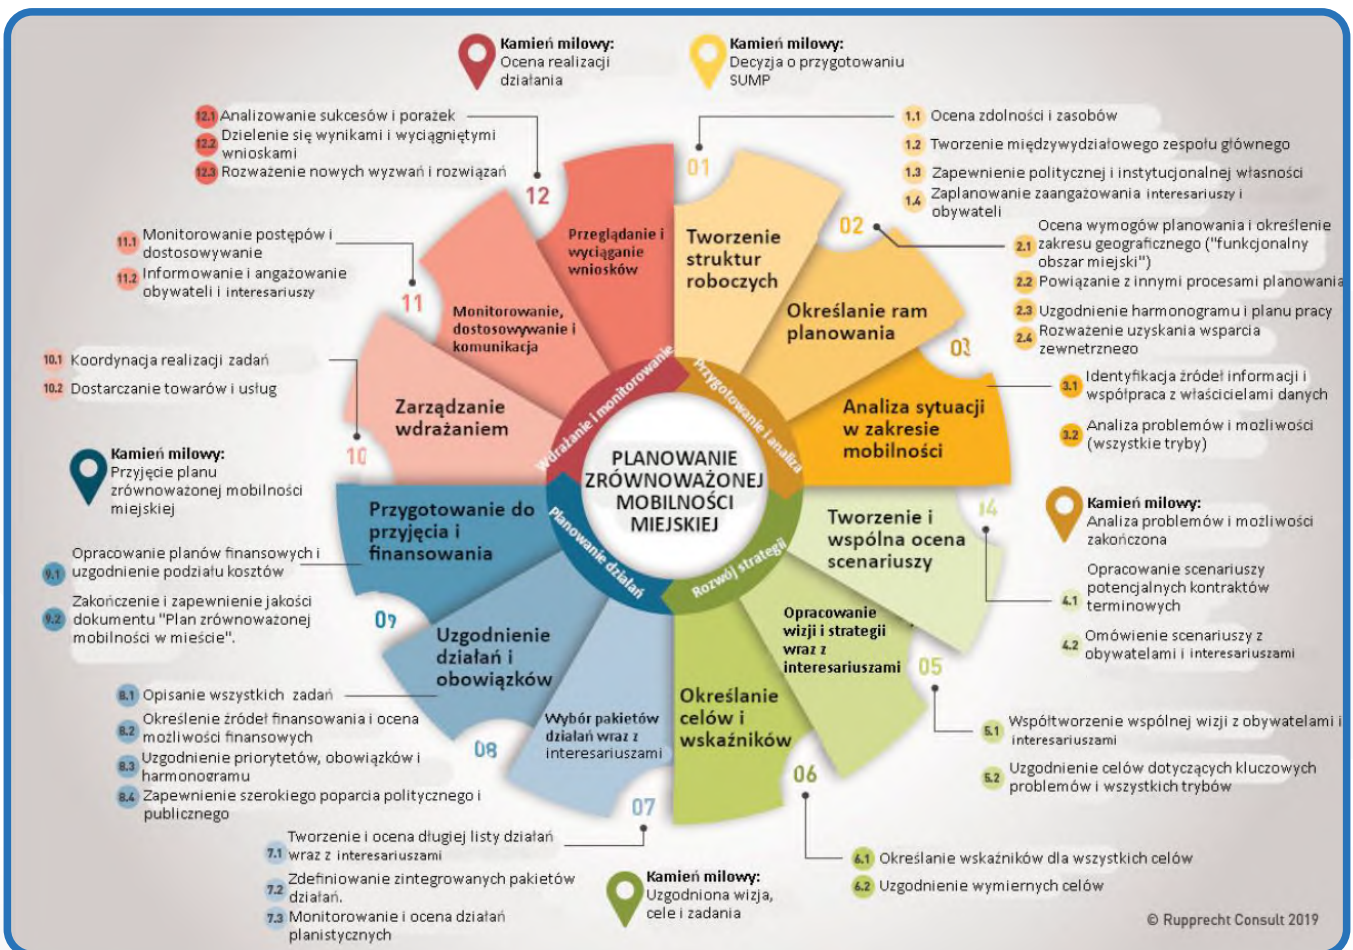 Kamień milowy:
Ocena realizacji
działania
Kamień milowy:
Decyzja o przygotowaniu
SUMP
12.1 Analizowanie sukcesów i porażek
12.2 Dzielenie się wynikami i wyciągniętymi
wnioskami
12.3 Rozważenie nowych wyzwań i rozwiązań
1.1 Ocena zdolności i zasobów
1.2 Tworzenie międzywydziałowego zespołu głównego
1.3 Zapewnienie politycznej i instytucjonalnej własności
1.4 Zaplanowanie zaangażowania interesariuszy i
obywateli
11.1 Monitorowanie postępów i
dostosowywanie
11.2 Informowanie i angażowanie
obywateli i interesariuszy
2.1 Ocena wymogów planowania i określenie
zakresu geograficznego ("funkcjonalny
obszar miejski")
2.2 Powiązanie z innymi procesami planowania
2.3 Uzgodnienie harmonogramu i planu pracy
2.4 Rozważenie uzyskania wsparcia
zewnętrznego
10.1 Koordynacja realizacji zadań
10.2 Dostarczanie towarów i usług
3.1 Identyfikacja źródeł informacji i
współpraca z właścicielami danych
3.2 Analiza problemów i możliwości
(wszystkie tryby)
Kamień milowy:
Przyjęcie planu
zrównoważonej mobilności
miejskiej
Kamień milowy:
Analiza problemów i możliwości
zakończona
01
Tworzenie
struktur
roboczych
02
Określanie ram
planowania
03
Analiza sytuacji
w zakresie
mobilności
14
Tworzenie i
wspólna ocena
scenariuszy
05
Opracowanie
wizji i strategii
wraz z
interesariuszami
06
Określanie
celów i
wskaźników
07
Wybór pakietów
działań wraz z
interesariuszami
08
Uzgodnienie
działań i
obowiązków
09
Przygotowanie do
przyjęcia i
finansowania
10
Zarządzanie
wdrażaniem
11
Monitorowanie,
dostosowywanie i
komunikacja
12
Przeglądanie i
wyciąganie
wniosków
Przygotowanie i analiza
Rozwój strategii
Planowanie działań
Wdrażanie i monitorowanie
PLANOWANIE
ZRÓWNOWAŻONEJ
MOBILNOŚCI
MIEJSKIEJ
9.1 Opracowanie planów finansowych i
uzgodnienie podziału kosztów
9.2 Zakończenie i zapewnienie jakości
dokumentu "Plan zrównoważonej
mobilności w mieście".
4.1 Opracowanie scenariuszy
potencjalnych kontraktów
terminowych
4.2 Omówienie scenariuszy z
obywatelami i interesariuszami
8.1 Opisanie wszystkich zadań
8.2 Określenie źródeł finansowania i ocena
możliwości finansowych
8.3 Uzgodnienie priorytetów, obowiązków i
harmonogramu
8.4 Zapewnienie szerokiego poparcia politycznego i
publicznego
5.1 Współtworzenie wspólnej wizji z obywatelami i
interesariuszami
5.2 Uzgodnienie celów dotyczących kluczowych
problemów i wszystkich trybów
7.1 Tworzenie i ocena długiej listy działań
wraz z interesariuszami
7.2 Zdefiniowanie zintegrowanych pakietów
działań.
7.3 Monitorowanie i ocena działań
planistycznych
Kamień milowy:
Uzgodniona wizja,
cele i zadania
6.1 Określanie wskaźników dla wszystkich celów
6.2 Uzgodnienie wymiernych celów
© Rupprecht Consult 2019